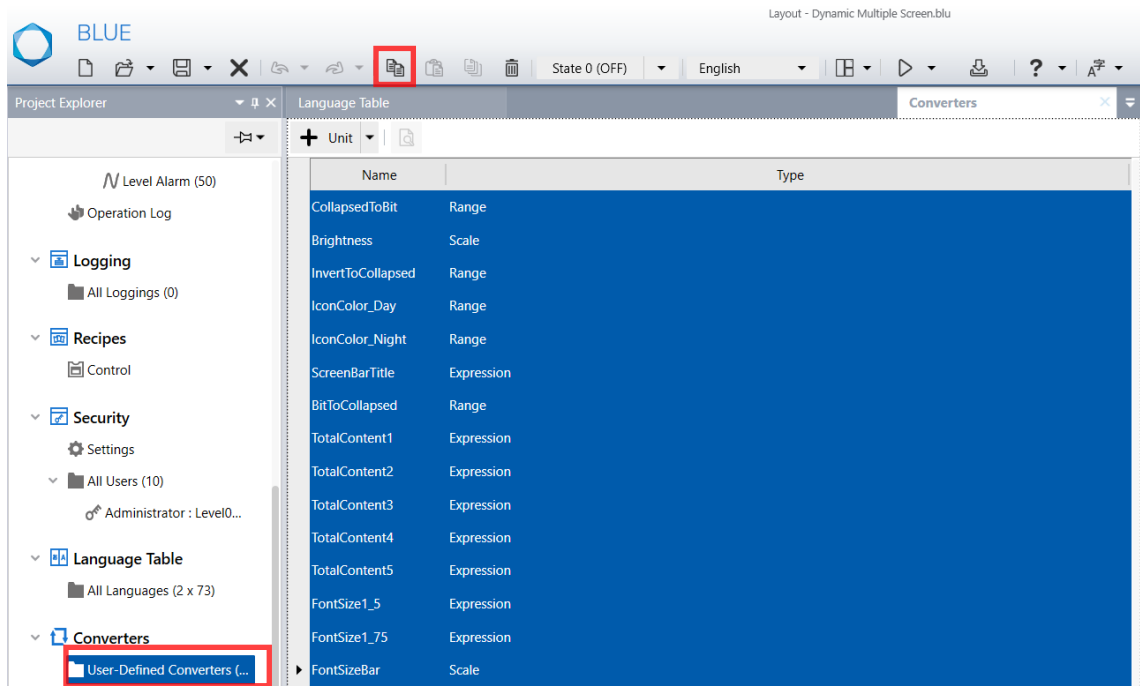 Layout - Dynamic Multiple Screen.blu
BLUE
State 0 (OFF)
English
?
A字
Project Explorer
Language Table
Converters
Unit
Level Alarm (50)
Operation Log
Logging
All Loggings (0)
Recipes
Control
Security
Settings
All Users (10)
Administrator : Level0...
Language Table
All Languages (2 x 73)
Converters
User-Defined Converters (...
Name Type
CollapsedToBit Range
Brightness Scale
InvertToCollapsed Range
IconColor_Day Range
IconColor_Night Range
ScreenBarTitle Expression
BitToCollapsed Range
TotalContent1 Expression
TotalContent2 Expression
TotalContent3 Expression
TotalContent4 Expression
TotalContent5 Expression
FontSize1_5 Expression
FontSize1_75 Expression
FontSizeBar Scale